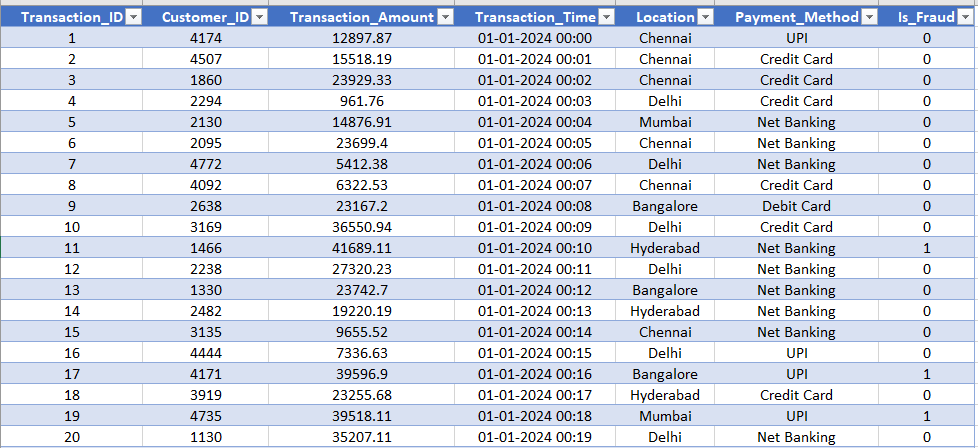 Transaction_ID Customer_ID Transaction_Amount Transaction_Time Location Payment_Method Is_Fraud
1 4174 12897.87 01-01-2024 00:00 Chennai UPI 0
2 4507 15518.19 01-01-2024 00:01 Chennai Credit Card 0
3 1860 23929.33 01-01-2024 00:02 Chennai Credit Card 0
4 2294 961.76 01-01-2024 00:03 Delhi Credit Card 0
5 2130 14876.91 01-01-2024 00:04 Mumbai Net Banking 0
6 2095 23699.4 01-01-2024 00:05 Chennai Net Banking 0
7 4772 5412.38 01-01-2024 00:06 Delhi Net Banking 0
8 4092 6322.53 01-01-2024 00:07 Chennai Credit Card 0
9 2638 23167.2 01-01-2024 00:08 Bangalore Debit Card 0
10 3169 36550.94 01-01-2024 00:09 Delhi Credit Card 0
11 1466 41689.11 01-01-2024 00:10 Hyderabad Net Banking 1
12 2238 27320.23 01-01-2024 00:11 Delhi Net Banking 0
13 1330 23742.7 01-01-2024 00:12 Bangalore Net Banking 0
14 2482 19220.19 01-01-2024 00:13 Hyderabad Net Banking 0
15 3135 9655.52 01-01-2024 00:14 Chennai Net Banking 0
16 4444 7336.63 01-01-2024 00:15 Delhi UPI 0
17 4171 39596.9 01-01-2024 00:16 Bangalore UPI 1
18 3919 23255.68 01-01-2024 00:17 Hyderabad Credit Card 0
19 4735 39518.11 01-01-2024 00:18 Mumbai UPI 1
20 1130 35207.11 01-01-2024 00:19 Delhi Net Banking 0